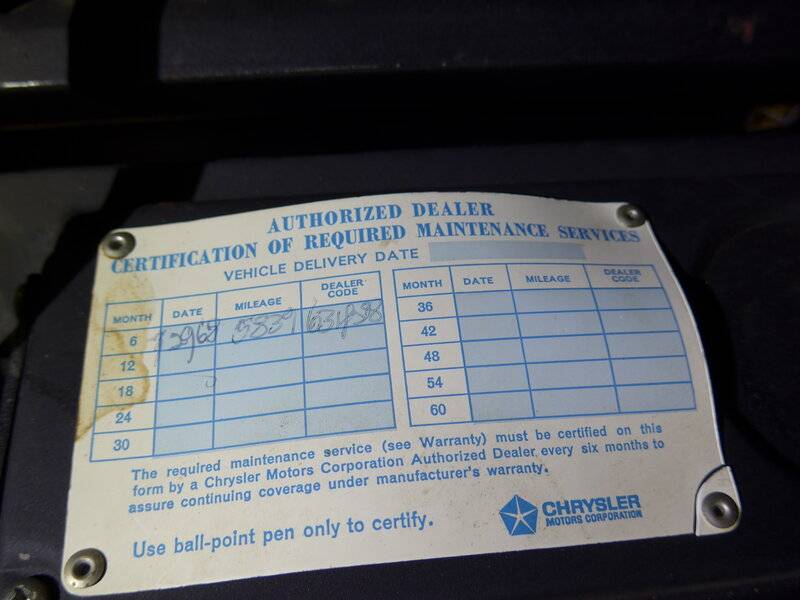 AUTHORIZED DEALER
CERTIFICATION OF REQUIRED MAINTENANCE SERVICES
VEHICLE DELIVERY DATE
MONTH DATE MILEAGE DEALER CODE
6 5839
12
18
24
30
MONTH DATE MILEAGE DEALER CODE
36
42
48
54
60
The required maintenance service (see Warranty) must be certified on this
form by a Chrysler Motors Corporation Authorized Dealer every six months to
assure continuing coverage under manufacturer's warranty.
Use ball-point pen only to certify.
CHRYSLER
MOTORS CORPORATION